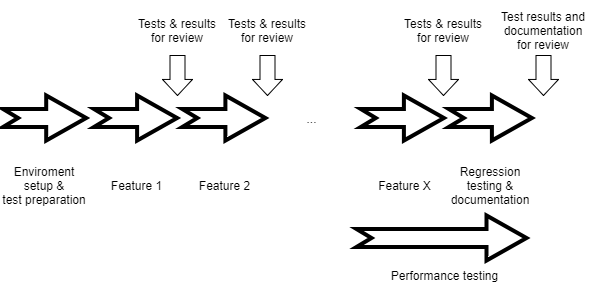 Tests & results
for review
Tests & results
for review
Tests & results
for review
Test results and
documentation
for review
...
Enviroment
setup &
test preparation
Feature 1
Feature 2
Feature X
Regression
testing &
documentation
Performance testing